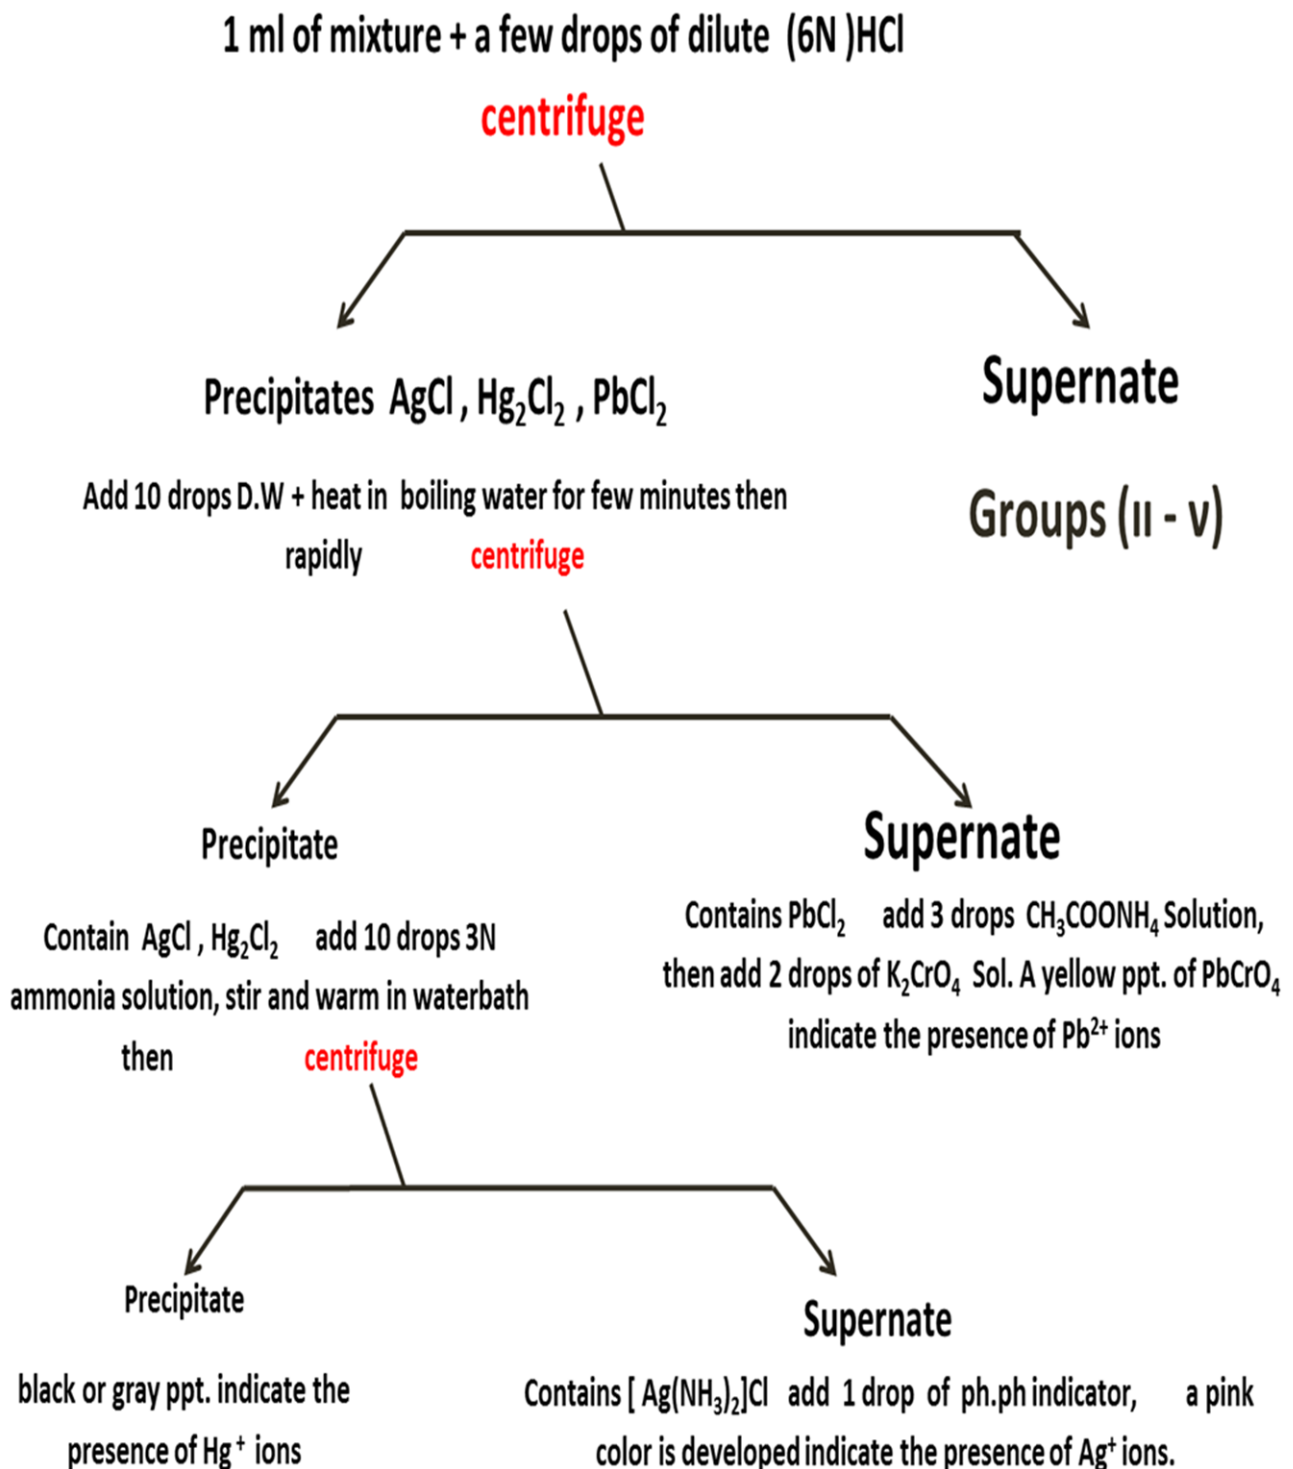 1 ml of mixture + a few drops of dilute (6N )HCl
centrifuge
Precipitates AgCl , Hg₂Cl₂ , PbCl₂
Supernate
Add 10 drops D.W + heat in boiling water for few minutes then
rapidly centrifuge
Groups (ıı - v)
Precipitate
Supernate
Contain AgCl , Hg₂Cl₂ add 10 drops 3N
ammonia solution, stir and warm in waterbath
then centrifuge
Contains PbCl₂ add 3 drops CH₃COONH₄ Solution,
then add 2 drops of K₂CrO₄ Sol. A yellow ppt. of PbCrO₄
indicate the presence of Pb²⁺ ions
Precipitate
Supernate
black or gray ppt. indicate the
presence of Hg⁺ ions
Contains [ Ag(NH₃)₂]Cl add 1 drop of ph.ph indicator, a pink
color is developed indicate the presence of Ag⁺ ions.